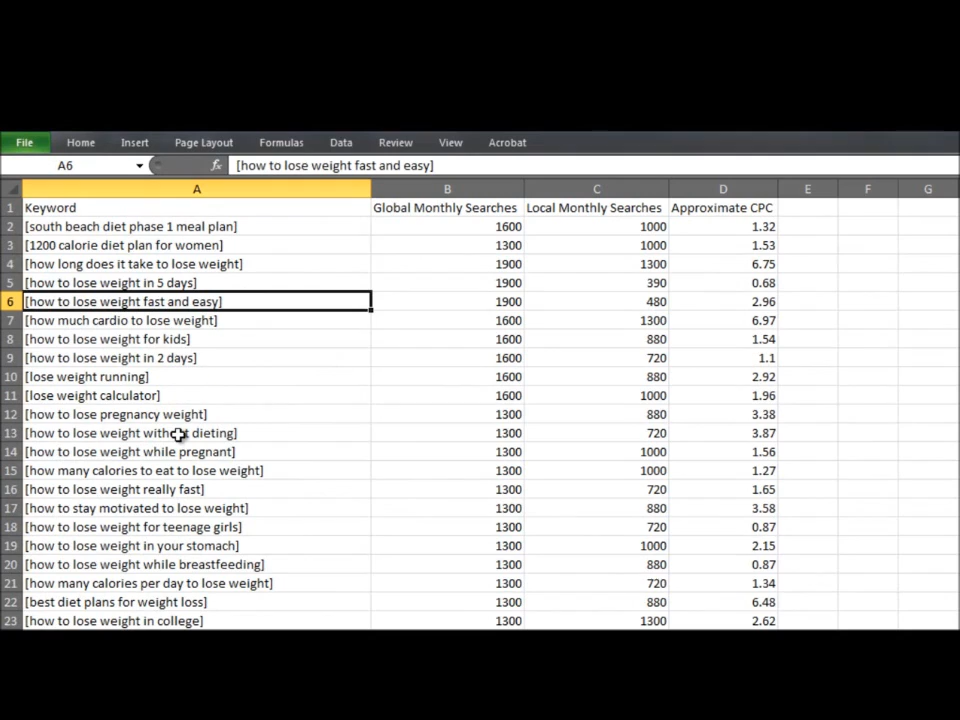 File Home Insert Page Layout Formulas Data Review View Acrobat
A6 fx [how to lose weight fast and easy]
A B C D E F G
1 Keyword Global Monthly Searches Local Monthly Searches Approximate CPC
2 [south beach diet phase 1 meal plan] 1600 1000 1.32
3 [1200 calorie diet plan for women] 1300 1000 1.53
4 [how long does it take to lose weight] 1900 1300 6.75
5 [how to lose weight in 5 days] 1900 390 0.68
6 [how to lose weight fast and easy] 1900 480 2.96
7 [how much cardio to lose weight] 1600 1300 6.97
8 [how to lose weight for kids] 1600 880 1.54
9 [how to lose weight in 2 days] 1600 720 1.1
10 [lose weight running] 1600 880 2.92
11 [lose weight calculator] 1600 1000 1.96
12 [how to lose pregnancy weight] 1300 880 3.38
13 [how to lose weight without dieting] 1300 720 3.87
14 [how to lose weight while pregnant] 1300 1000 1.56
15 [how many calories to eat to lose weight] 1300 1000 1.27
16 [how to lose weight really fast] 1300 720 1.65
17 [how to stay motivated to lose weight] 1300 880 3.58
18 [how to lose weight for teenage girls] 1300 720 0.87
19 [how to lose weight in your stomach] 1300 1000 2.15
20 [how to lose weight while breastfeeding] 1300 880 0.87
21 [how many calories per day to lose weight] 1300 720 1.34
22 [best diet plans for weight loss] 1300 880 6.48
23 [how to lose weight in college] 1300 1300 2.62